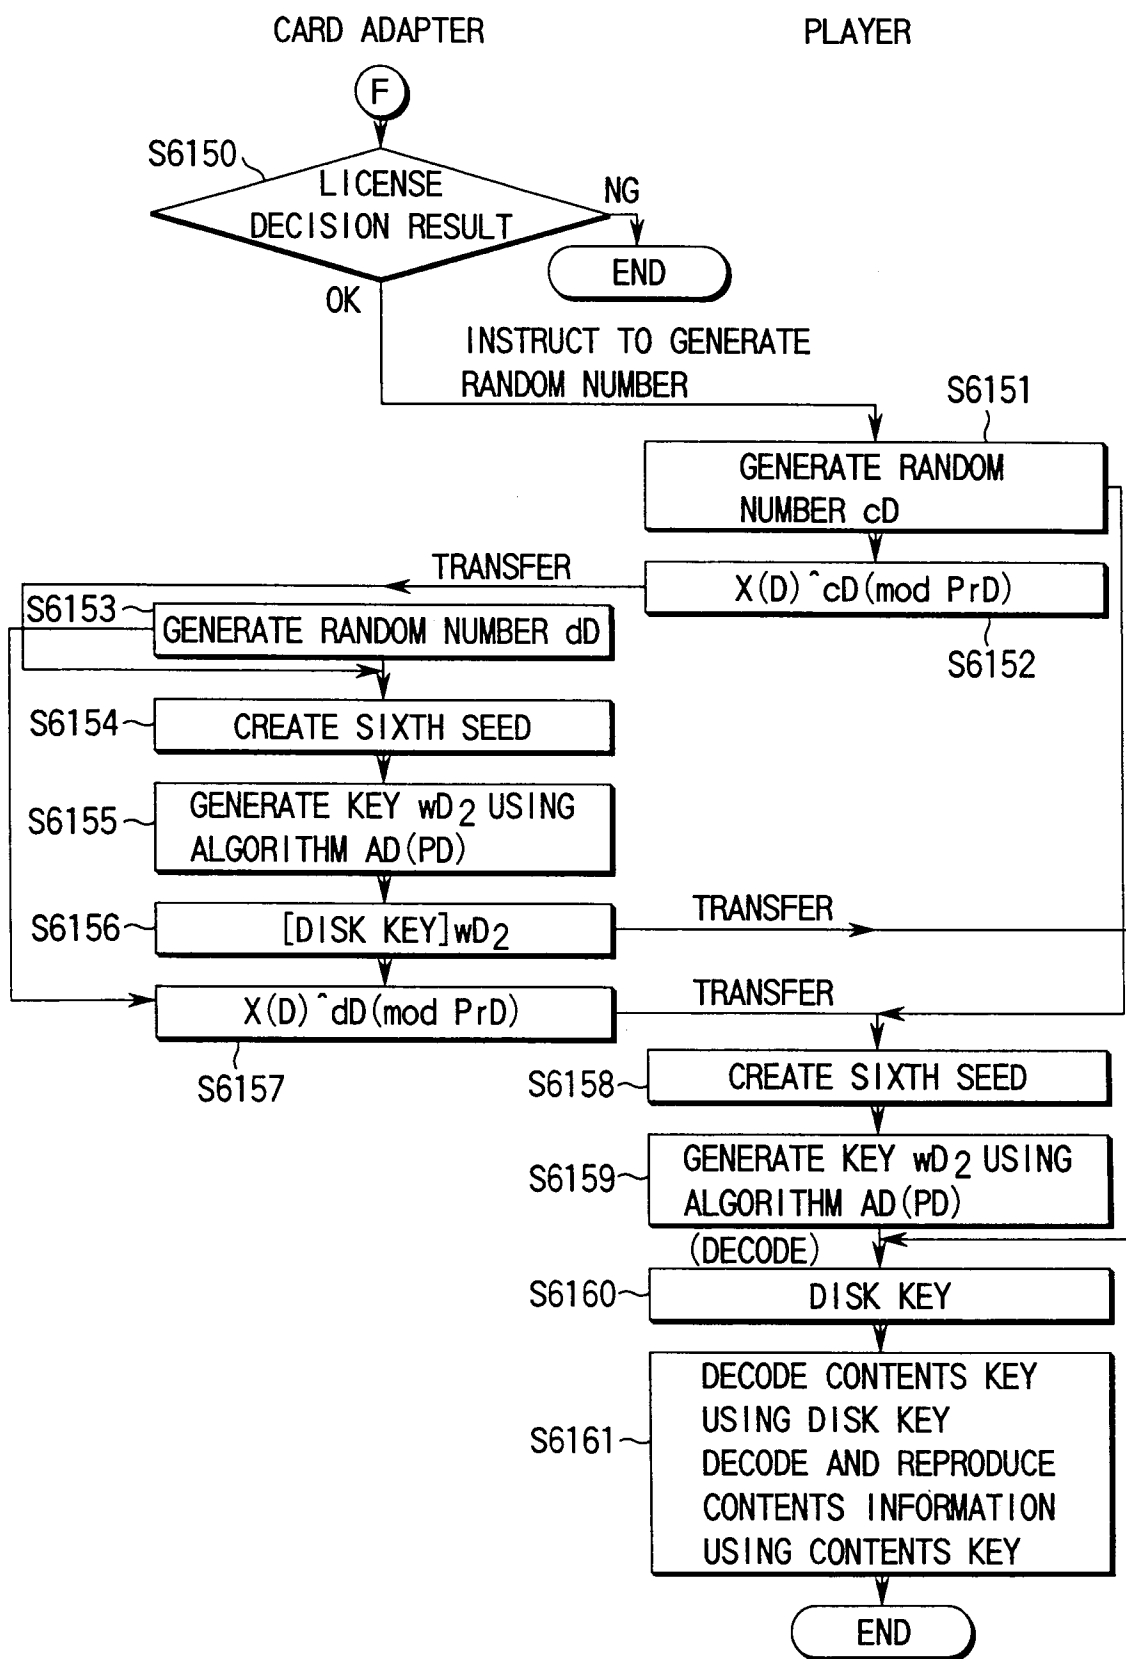 CARD ADAPTER
PLAYER
F
S6150
LICENSE
DECISION RESULT
NG
END
OK
INSTRUCT TO GENERATE
RANDOM NUMBER
S6151
GENERATE RANDOM
NUMBER cD
TRANSFER
X(D)^cD(mod PrD)
S6152
S6153
GENERATE RANDOM NUMBER dD
S6154
CREATE SIXTH SEED
S6155
GENERATE KEY wD2 USING
ALGORITHM AD(PD)
S6156
[DISK KEY]wD2
TRANSFER
X(D)^dD(mod PrD)
TRANSFER
S6157
S6158
CREATE SIXTH SEED
S6159
GENERATE KEY wD2 USING
ALGORITHM AD(PD)
(DECODE)
S6160
DISK KEY
S6161
DECODE CONTENTS KEY
USING DISK KEY
DECODE AND REPRODUCE
CONTENTS INFORMATION
USING CONTENTS KEY
END